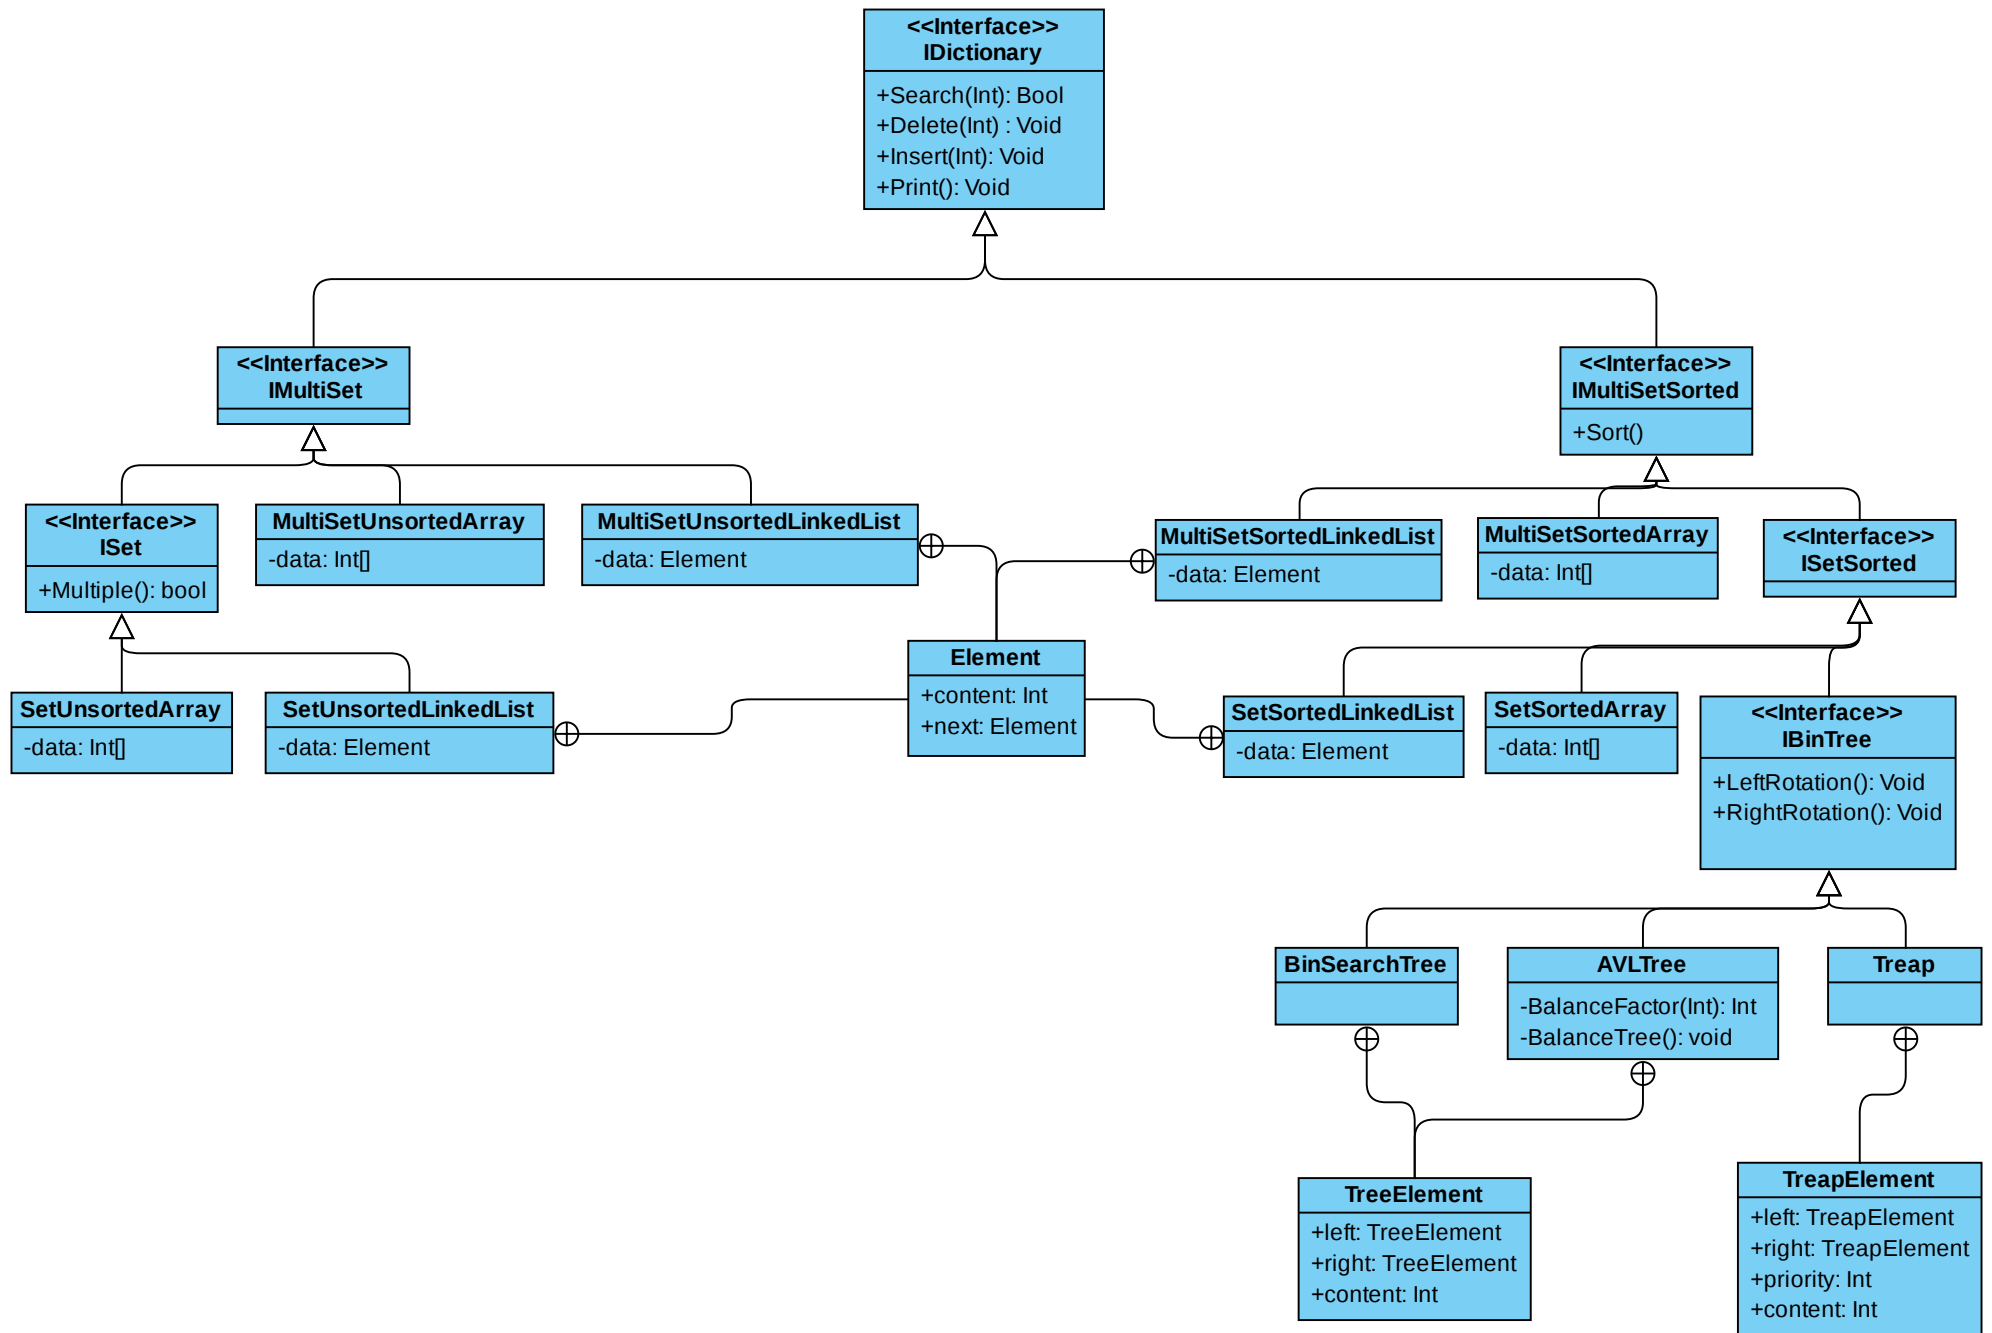 <<Interface>>
IDictionary
+Search(Int): Bool
+Delete(Int) : Void
+Insert(Int): Void
+Print(): Void
<<Interface>>
IMultiSet
<<Interface>>
IMultiSetSorted
+Sort()
<<Interface>>
ISet
+Multiple(): bool
MultiSetUnsortedArray
-data: Int[]
MultiSetUnsortedLinkedList
-data: Element
MultiSetSortedLinkedList
-data: Element
MultiSetSortedArray
-data: Int[]
<<Interface>>
ISetSorted
SetUnsortedArray
-data: Int[]
SetUnsortedLinkedList
-data: Element
Element
+content: Int
+next: Element
SetSortedLinkedList
-data: Element
SetSortedArray
-data: Int[]
<<Interface>>
IBinTree
+LeftRotation(): Void
+RightRotation(): Void
BinSearchTree
AVLTree
-BalanceFactor(Int): Int
-BalanceTree(): void
Treap
TreeElement
+left: TreeElement
+right: TreeElement
+content: Int
TreapElement
+left: TreapElement
+right: TreapElement
+priority: Int
+content: Int